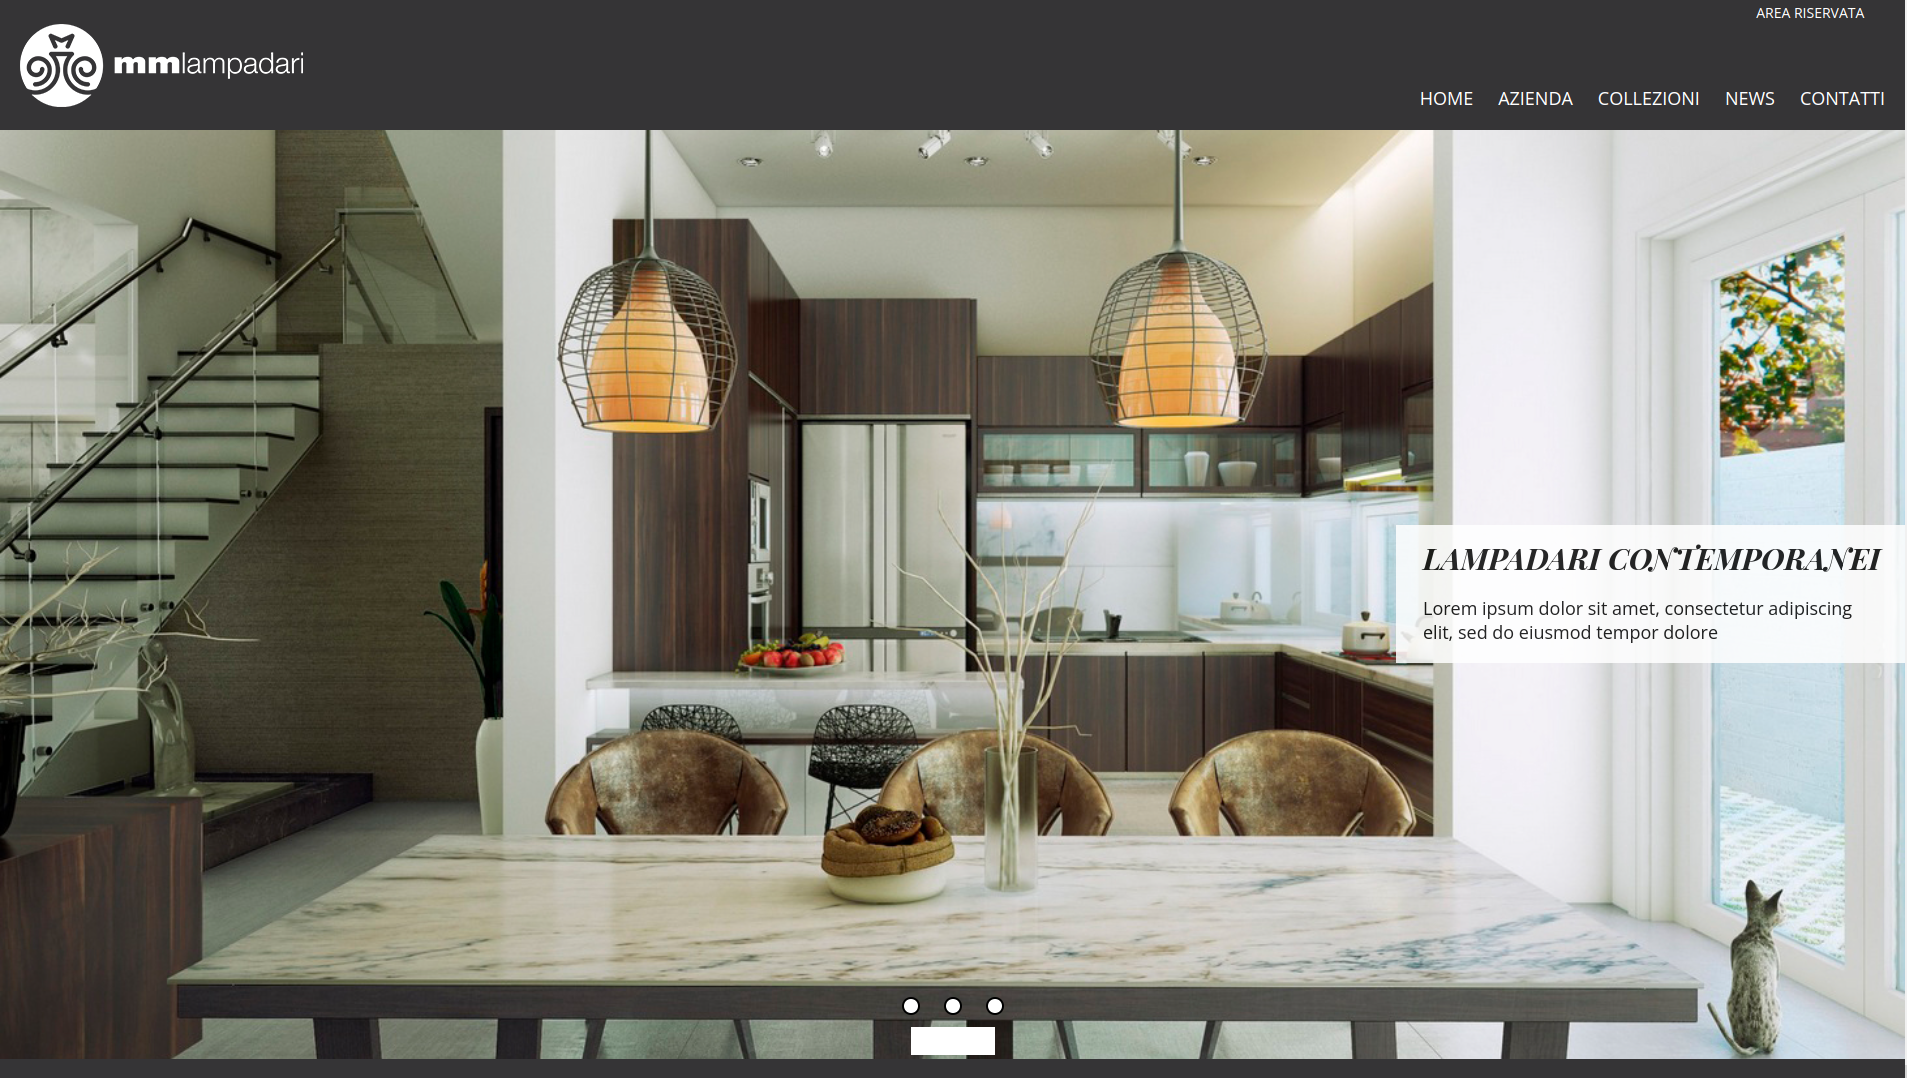 AREA RISERVATA
mmlampadari
HOME AZIENDA COLLEZIONI NEWS CONTATTI
LAMPADARI CONTEMPORANEI
Lorem ipsum dolor sit amet, consectetur adipiscing
elit, sed do eiusmod tempor dolore